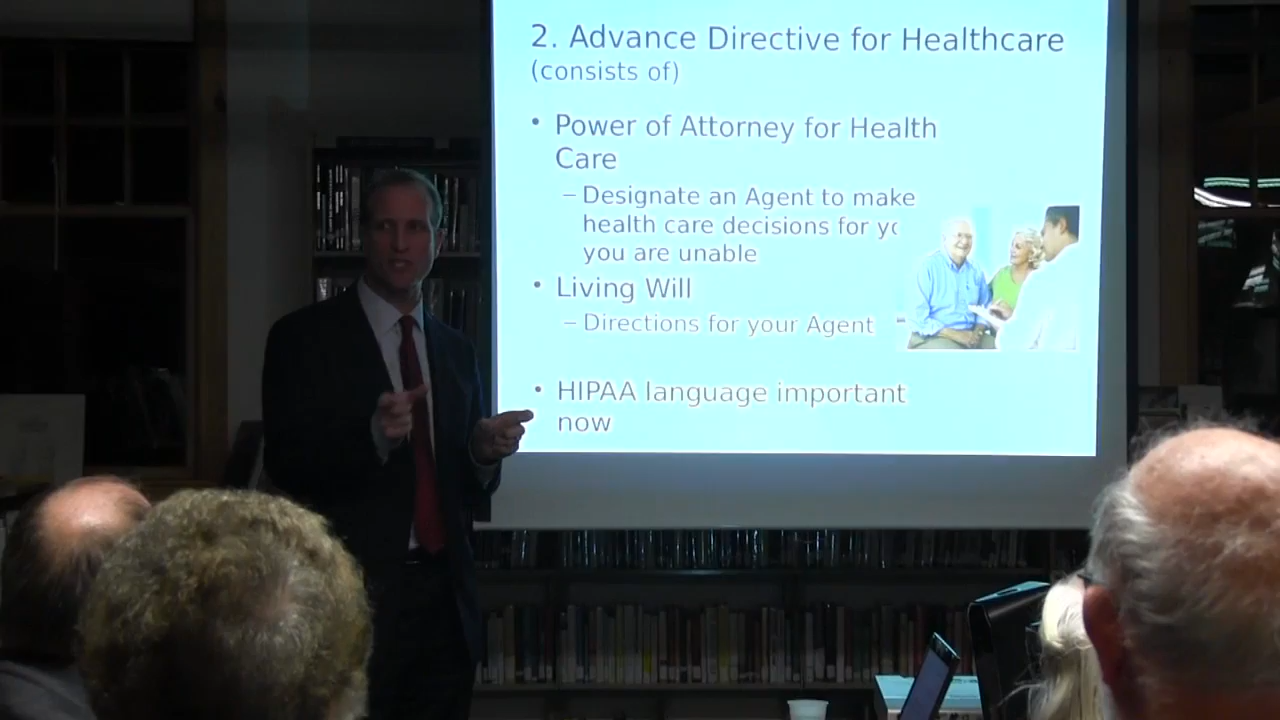 2. Advance Directive for Healthcare
(consists of)
• Power of Attorney for Health
Care
– Designate an Agent to make
health care decisions for yo
you are unable
• Living Will
– Directions for your Agent
• HIPAA language important
now